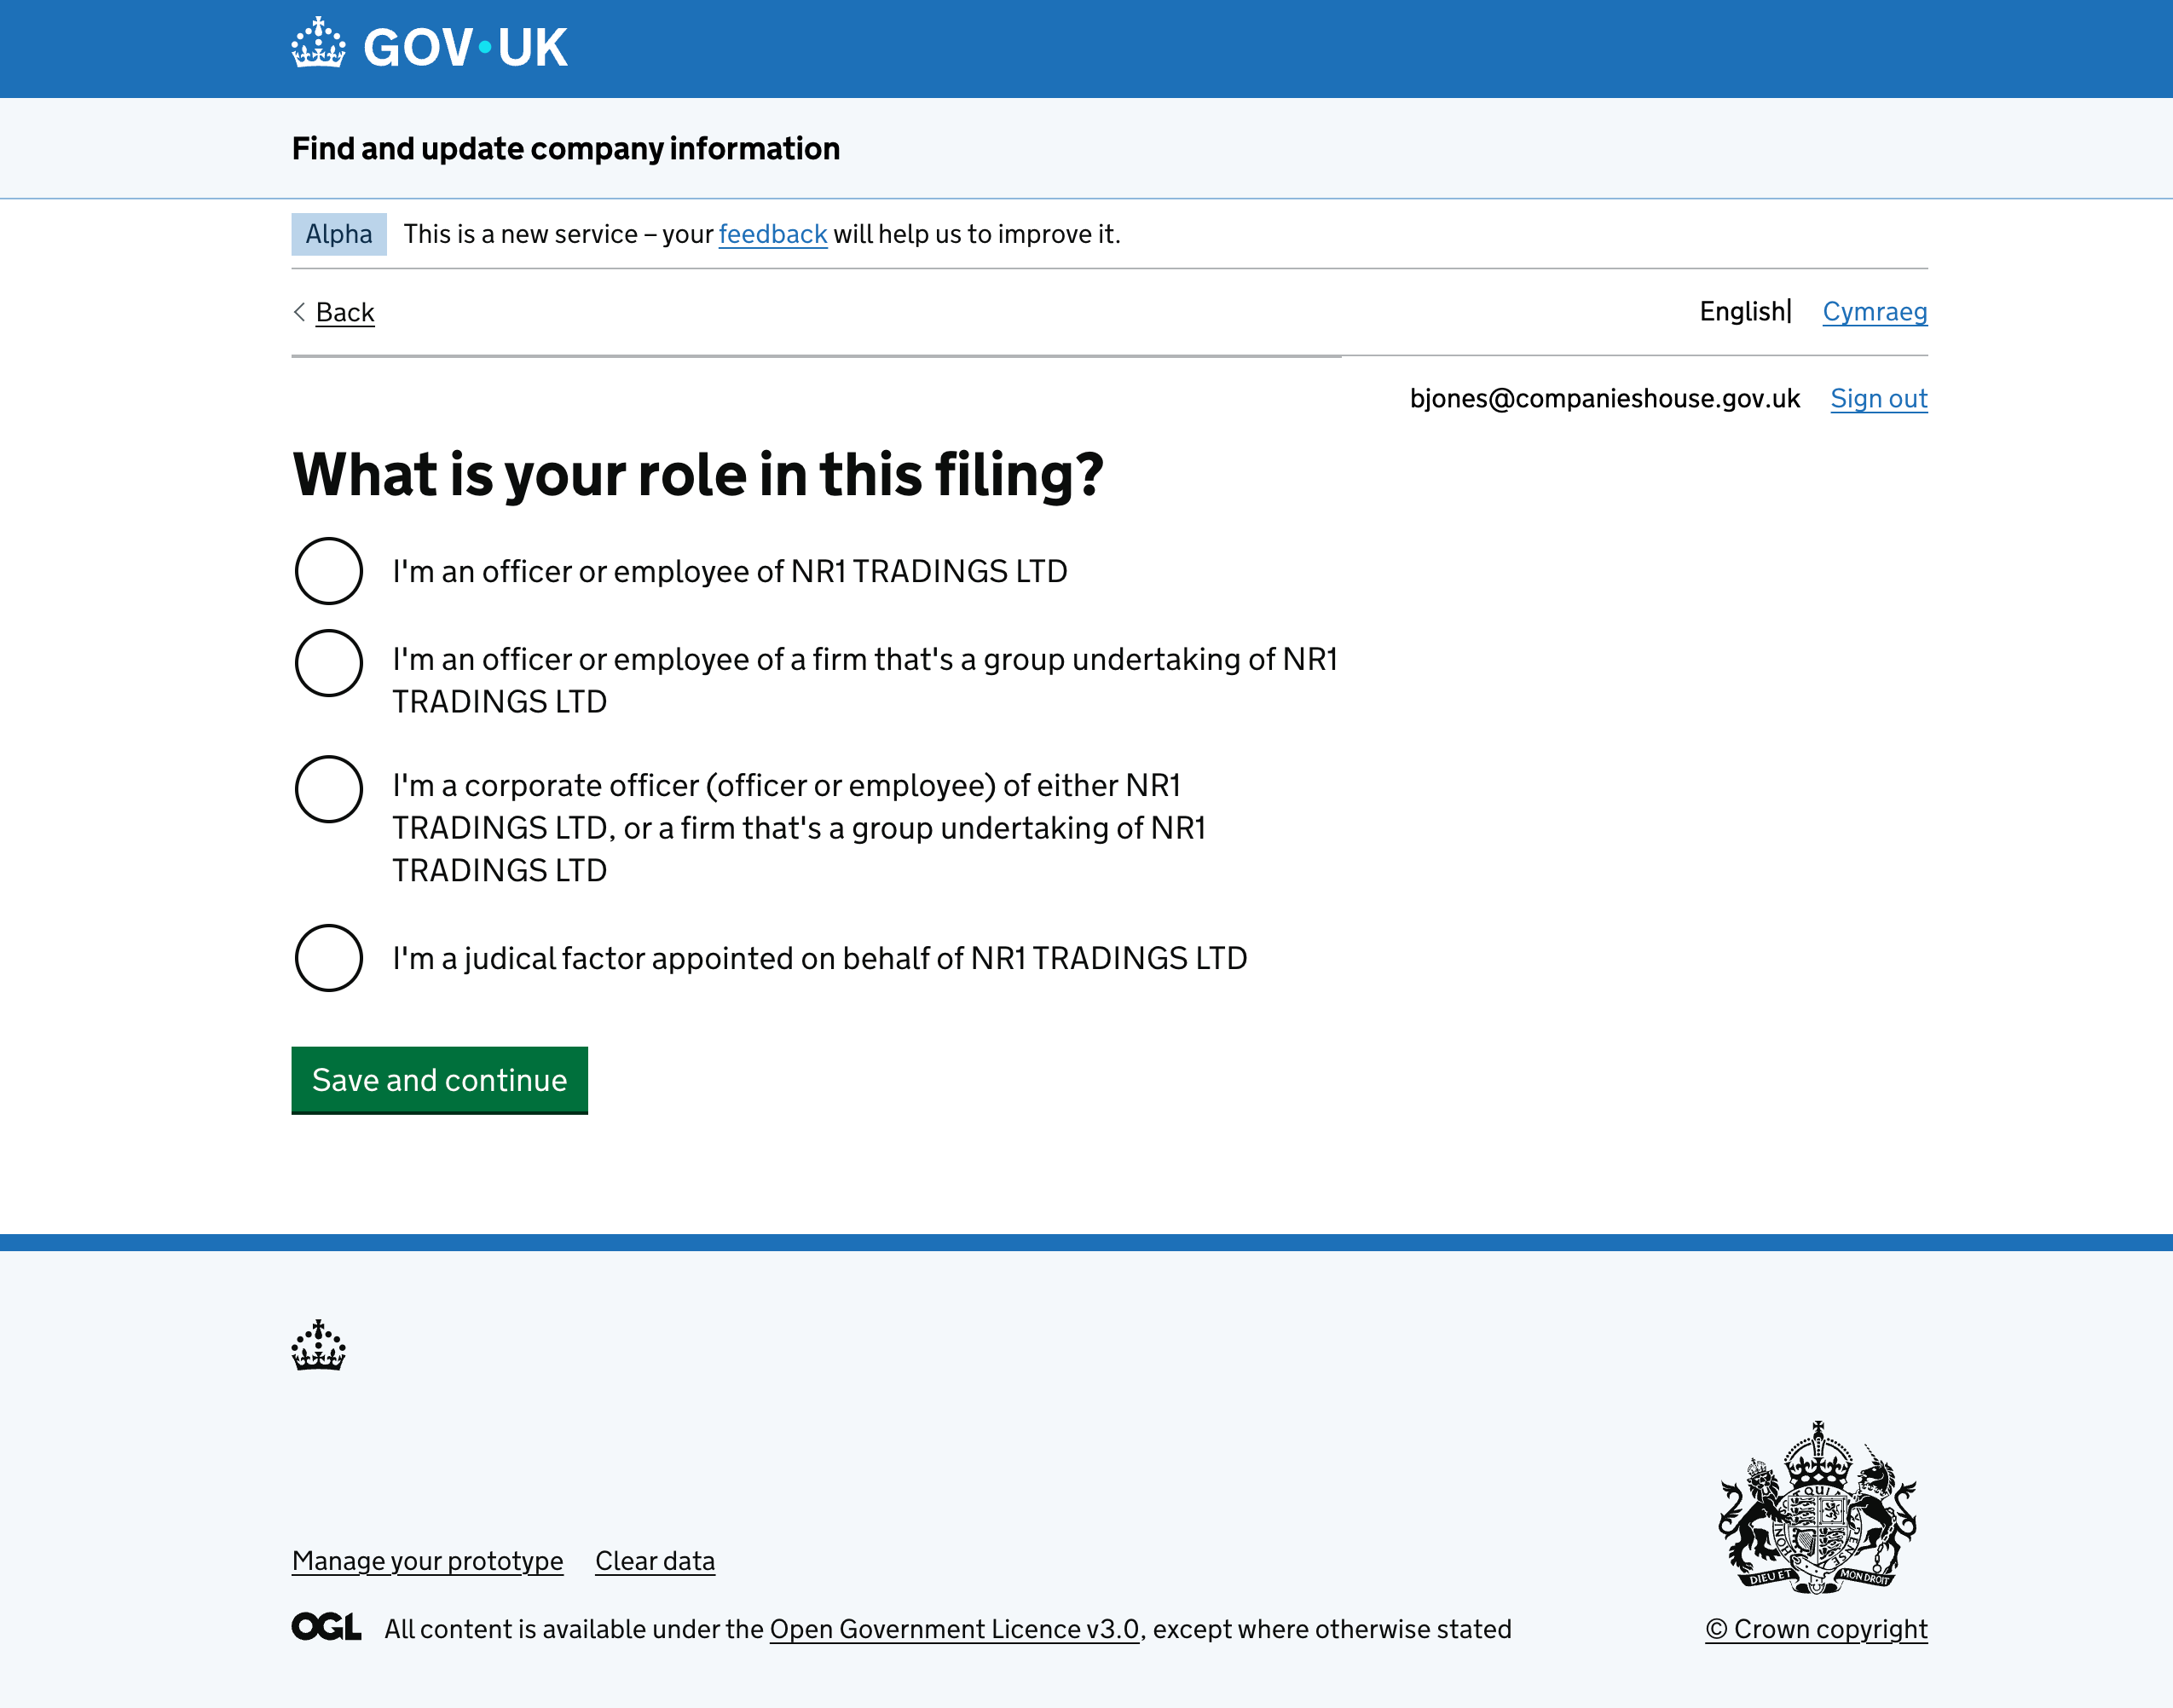 GOV·UK
Find and update company information
Alpha This is a new service – your feedback will help us to improve it.
Back English| Cymraeg
bjones@companieshouse.gov.uk Sign out
What is your role in this filing?
I'm an officer or employee of NR1 TRADINGS LTD
I'm an officer or employee of a firm that's a group undertaking of NR1
TRADINGS LTD
I'm a corporate officer (officer or employee) of either NR1
TRADINGS LTD, or a firm that's a group undertaking of NR1
TRADINGS LTD
I'm a judical factor appointed on behalf of NR1 TRADINGS LTD
Save and continue
DIEU ET MON DROIT
Manage your prototype Clear data
OGL All content is available under the Open Government Licence v3.0, except where otherwise stated
© Crown copyright